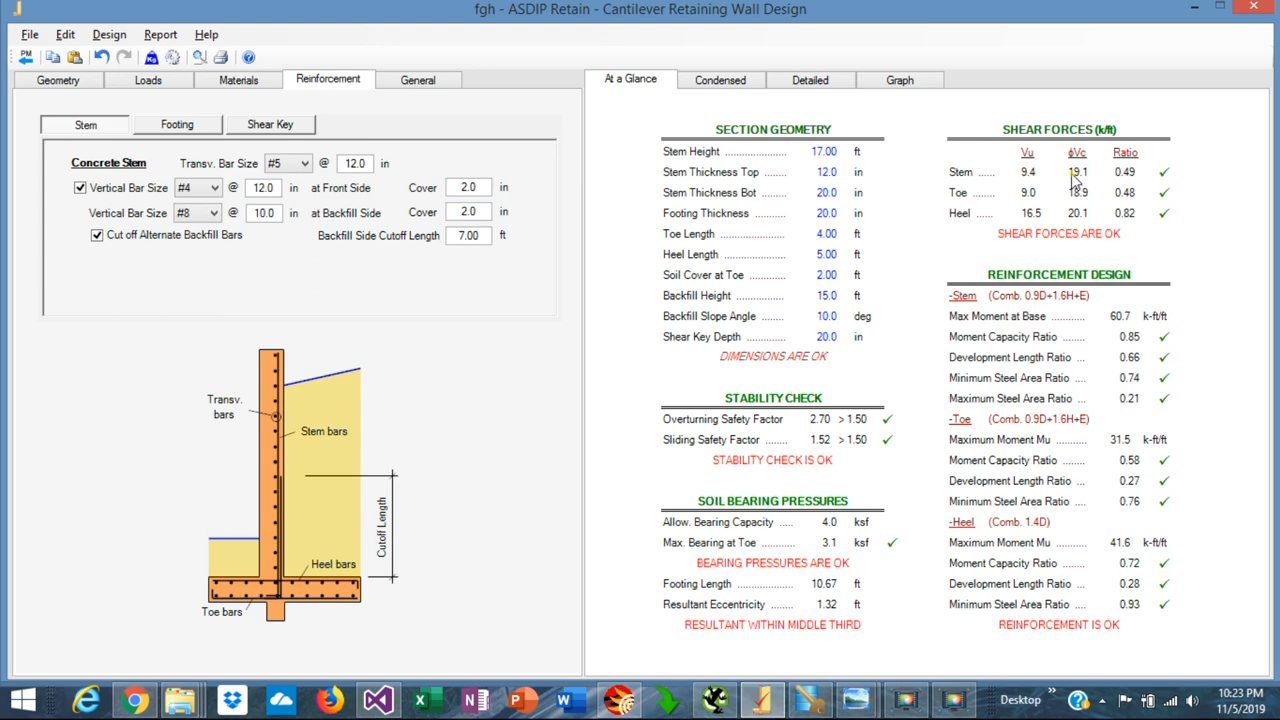 fgh - ASDIP Retain - Cantilever Retaining Wall Design
File Edit Design Report Help
PM
Geometry Loads Materials Reinforcement General
At a Glance Condensed Detailed Graph
Stem Footing Shear Key
Concrete Stem Transv. Bar Size #5 @ 12.0 in
Vertical Bar Size #4 @ 12.0 in at Front Side Cover 2.0 in
Vertical Bar Size #8 @ 10.0 in at Backfill Side Cover 2.0 in
Cut off Alternate Backfill Bars Backfill Side Cutoff Length 7.00 ft
Transv.
bars
Stem bars
Cutoff Length
Heel bars
Toe bars
SECTION GEOMETRY
Stem Height ...................... 17.00 ft
Stem Thickness Top ........... 12.0 in
Stem Thickness Bot ........... 20.0 in
Footing Thickness .............. 20.0 in
Toe Length ........................ 4.00 ft
Heel Length ....................... 5.00 ft
Soil Cover at Toe ............... 2.00 ft
Backfill Height .................... 15.0 ft
Backfill Slope Angle ........... 10.0 deg
Shear Key Depth ................ 20.0 in
DIMENSIONS ARE OK
STABILITY CHECK
Overturning Safety Factor 2.70 > 1.50
Sliding Safety Factor ........ 1.52 > 1.50
STABILITY CHECK IS OK
SOIL BEARING PRESSURES
Allow. Bearing Capacity ..... 4.0 ksf
Max. Bearing at Toe ............ 3.1 ksf
BEARING PRESSURES ARE OK
Footing Length ................... 10.67 ft
Resultant Eccentricity ........ 1.32 ft
RESULTANT WITHIN MIDDLE THIRD
SHEAR FORCES (k/ft)
Vu ϕVc Ratio
Stem ...... 9.4 19.1 0.49
Toe ........ 9.0 18.9 0.48
Heel ...... 16.5 20.1 0.82
SHEAR FORCES ARE OK
REINFORCEMENT DESIGN
-Stem (Comb. 0.9D+1.6H+E)
Max Moment at Base ............ 60.7 k-ft/ft
Moment Capacity Ratio ........ 0.85
Development Length Ratio ... 0.66
Minimum Steel Area Ratio .... 0.74
Maximum Steel Area Ratio ... 0.21
-Toe (Comb. 0.9D+1.6H+E)
Maximum Moment Mu .......... 31.5 k-ft/ft
Moment Capacity Ratio ........ 0.58
Development Length Ratio ... 0.27
Minimum Steel Area Ratio .... 0.76
-Heel (Comb. 1.4D)
Maximum Moment Mu .......... 41.6 k-ft/ft
Moment Capacity Ratio ........ 0.72
Development Length Ratio ... 0.28
Minimum Steel Area Ratio .... 0.93
REINFORCEMENT IS OK
Desktop
10:23 PM
11/5/2019